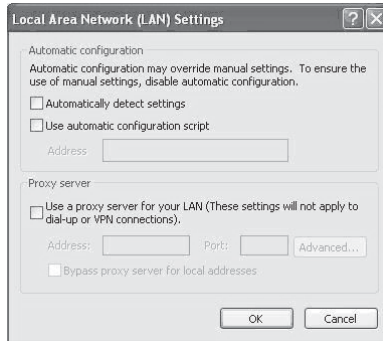 Local Area Network (LAN) Settings
Automatic configuration
Automatic configuration may override manual settings. To ensure the
use of manual settings, disable automatic configuration.
Automatically detect settings
Use automatic configuration script
Address
Proxy server
Use a proxy server for your LAN (These settings will not apply to
dial-up or VPN connections).
Address: Port: Advanced...
Bypass proxy server for local addresses
OK Cancel